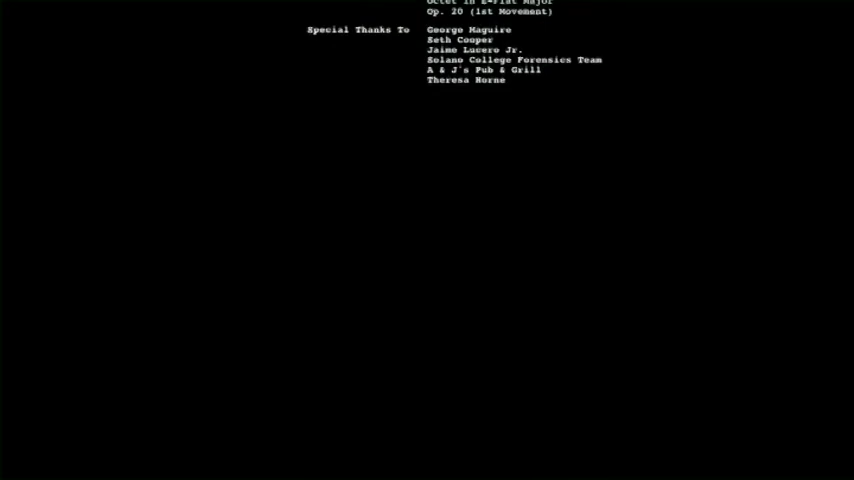 Octet in E-Flat Major
Op. 20 (1st Movement)
Special Thanks To George Maguire
Seth Cooper
Jaime Lucero Jr.
Solano College Forensics Team
A & J's Pub & Grill
Theresa Horne